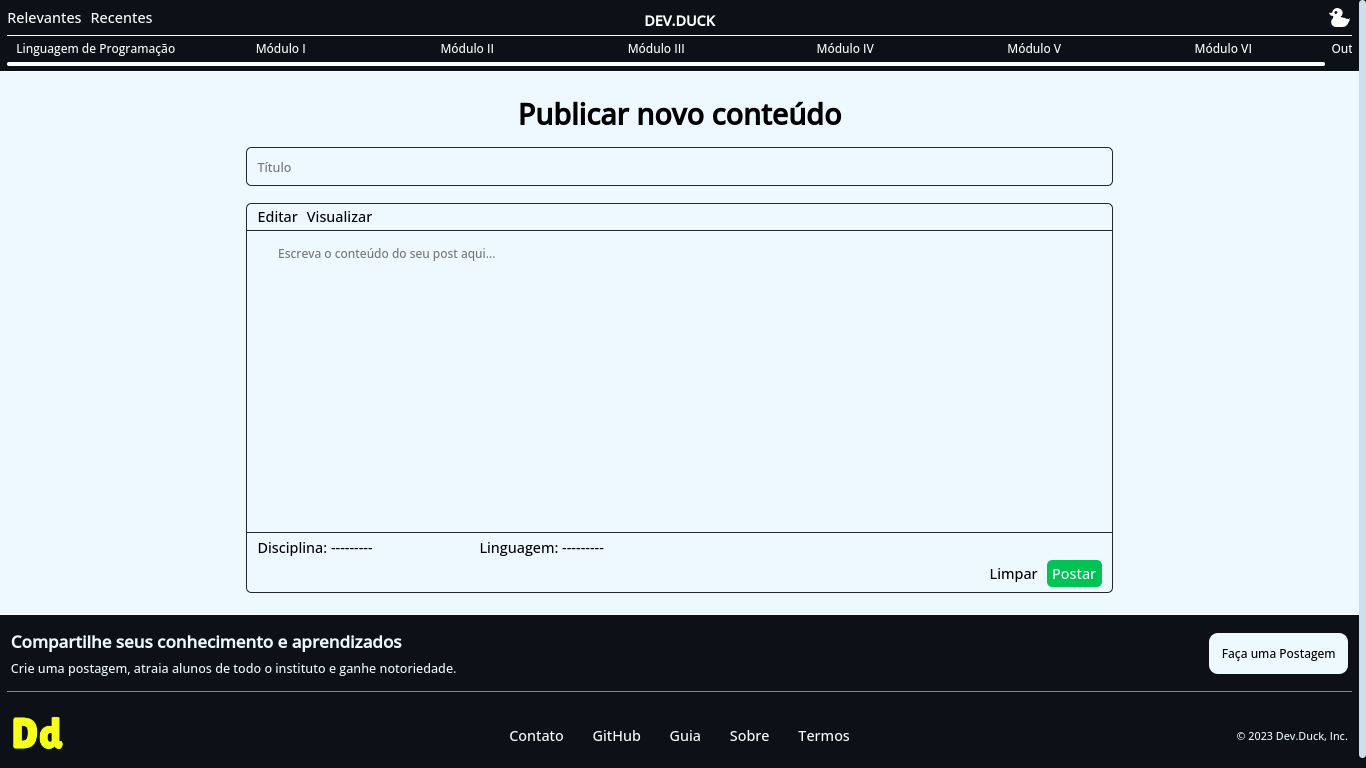 Relevantes Recentes DEV.DUCK
Linguagem de Programação Módulo I Módulo II Módulo III Módulo IV Módulo V Módulo VI Out
Publicar novo conteúdo
Título
Editar Visualizar
Escreva o conteúdo do seu post aqui...
Disciplina: --------- Linguagem: ---------
Limpar Postar
Compartilhe seus conhecimento e aprendizados
Crie uma postagem, atraia alunos de todo o instituto e ganhe notoriedade.
Faça uma Postagem
Dd Contato GitHub Guia Sobre Termos © 2023 Dev.Duck, Inc.